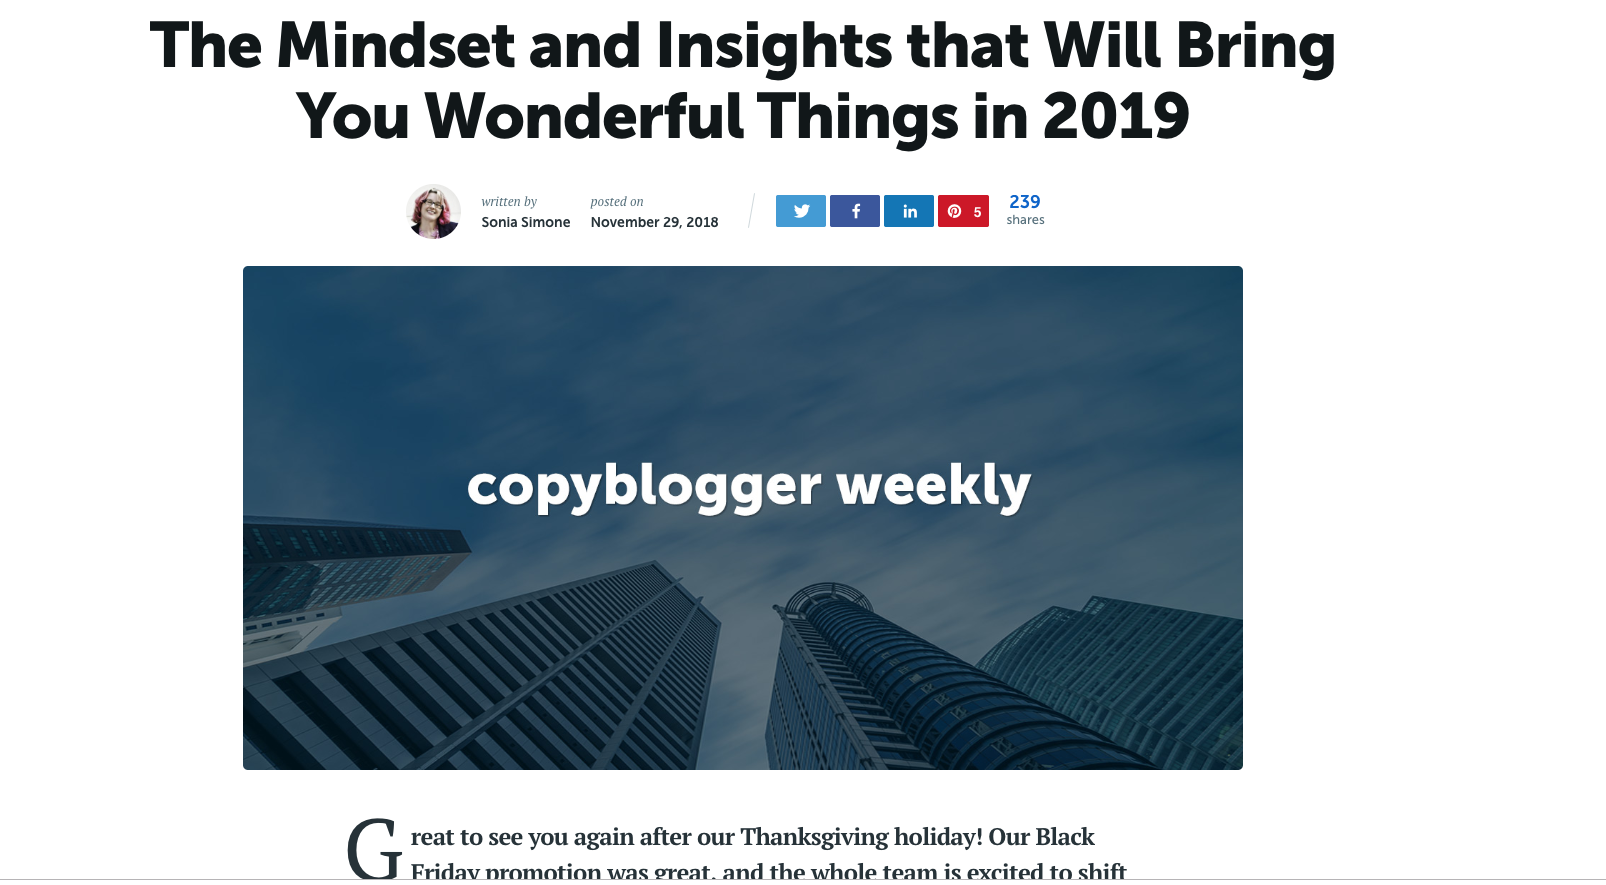 The Mindset and Insights that Will Bring
You Wonderful Things in 2019
written by
Sonia Simone
posted on
November 29, 2018
5
239
shares
copyblogger weekly
Great to see you again after our Thanksgiving holiday! Our Black
Friday promotion was great, and the whole team is excited to shift